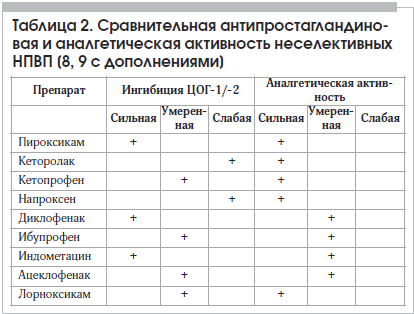 Таблица 2. Сравнительная антипростагландино-
вая и аналгетическая активность неселективных
НПВП (8, 9 с дополнениями)
Препарат Ингибиция ЦОГ-1/-2 Аналгетическая актив-
ность
Сильная Умерен- Слабая Сильная Умерен- Слабая
ная ная
Пироксикам + +
Кеторолак + +
Кетопрофен + +
Напроксен + +
Диклофенак + +
Ибупрофен + +
Индометацин + +
Ацеклофенак + +
Лорноксикам + +